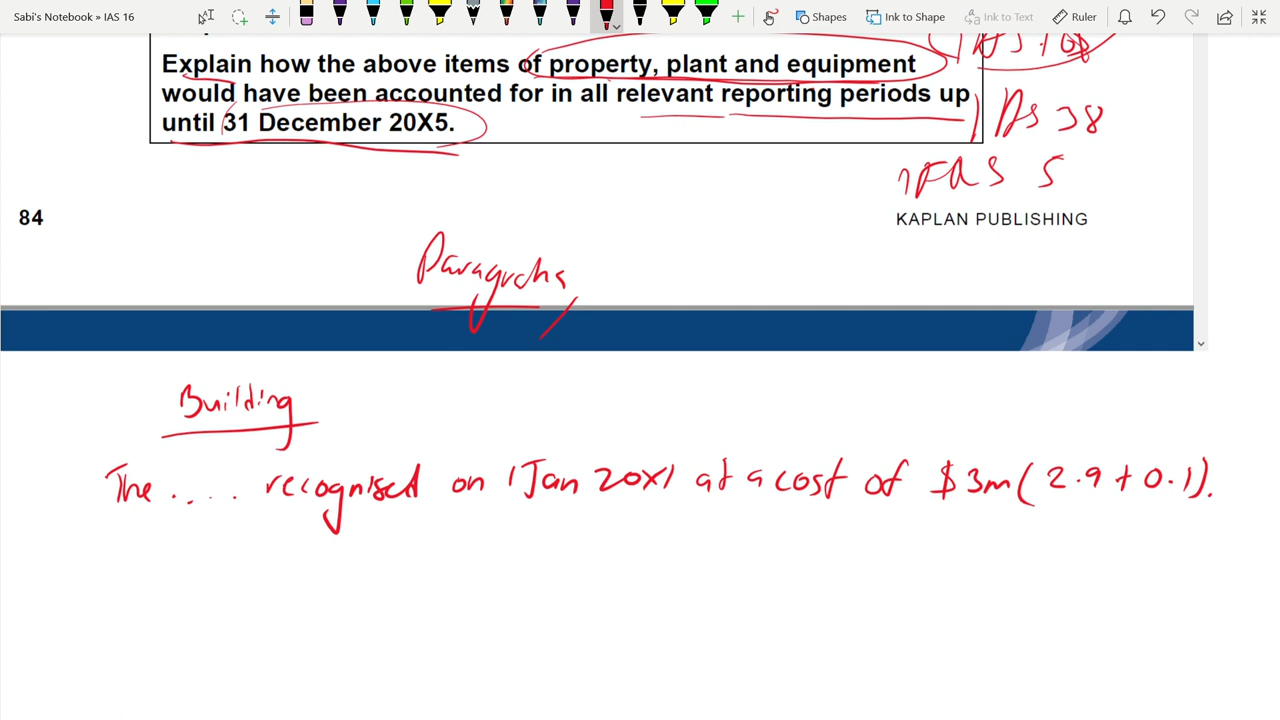 Sabi's Notebook » IAS 16
Shapes
Ink to Shape
Ink to Text
Ruler
Explain how the above items of property, plant and equipment
would have been accounted for in all relevant reporting periods up
until 31 December 20X5.
IAS 38
IFRS 5
84
KAPLAN PUBLISHING
Building
The .... recognised on 1 Jan 20X1 at a cost of $3m (2.9 + 0.1).